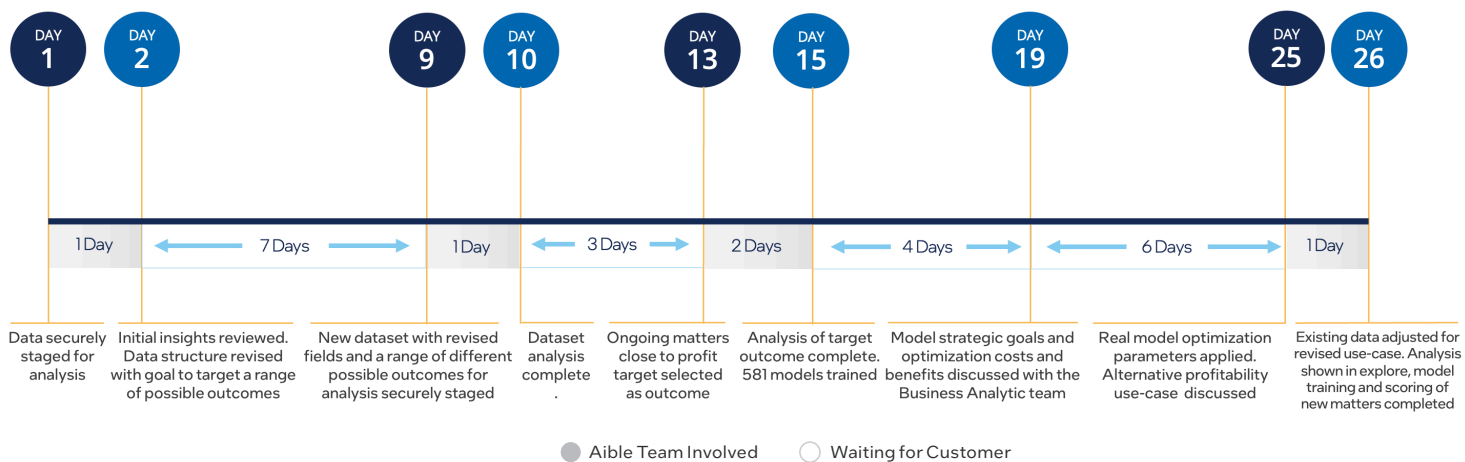 DAY
1
DAY
2
DAY
9
DAY
10
DAY
13
DAY
15
DAY
19
DAY
25
DAY
26
1 Day
7 Days
1 Day
3 Days
2 Days
4 Days
6 Days
1 Day
Data securely
staged for
analysis
Initial insights reviewed.
Data structure revised
with goal to target a range
of possible outcomes
New dataset with revised
fields and a range of different
possible outcomes for
analysis securely staged
Dataset
analysis
complete
.
Ongoing matters
close to profit
target selected
as outcome
Analysis of target
outcome complete.
581 models trained
Model strategic goals and
optimization costs and
benefits discussed with the
Business Analytic team
Real model optimization
parameters applied.
Alternative profitability
use-case discussed
Existing data adjusted for
revised use-case. Analysis
shown in explore, model
training and scoring of
new matters completed
Aible Team Involved
Waiting for Customer